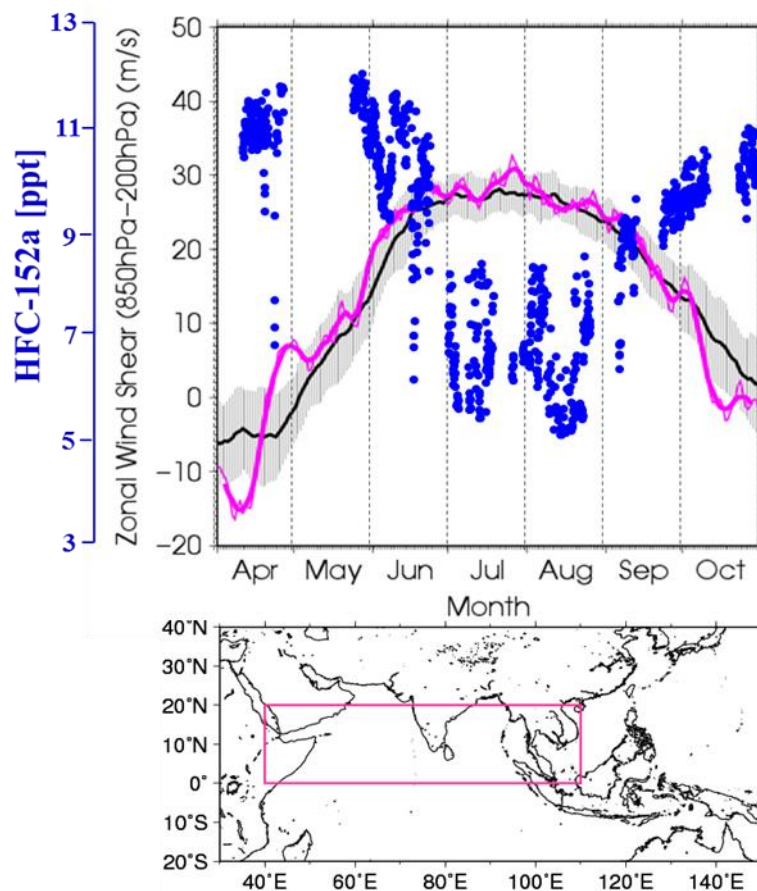 HFC-152a [ppt]
13
11
9
7
5
3
Zonal Wind Shear (850hPa-200hPa) (m/s)
50
40
30
20
10
0
−10
−20
Apr May Jun Jul Aug Sep Oct
Month
40°N
30°N
20°N
10°N
0°
10°S
20°S
40°E 60°E 80°E 100°E 120°E 140°E